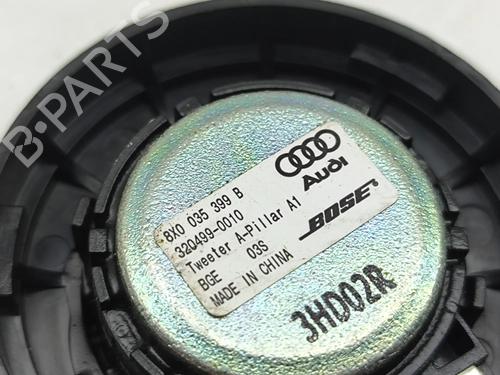 B-PARTS
8X0 035 399 B
320499-0010
Tweeter A-Pillar A1
BGE 03S
MADE IN CHINA
Audi
BOSE
3HD02R